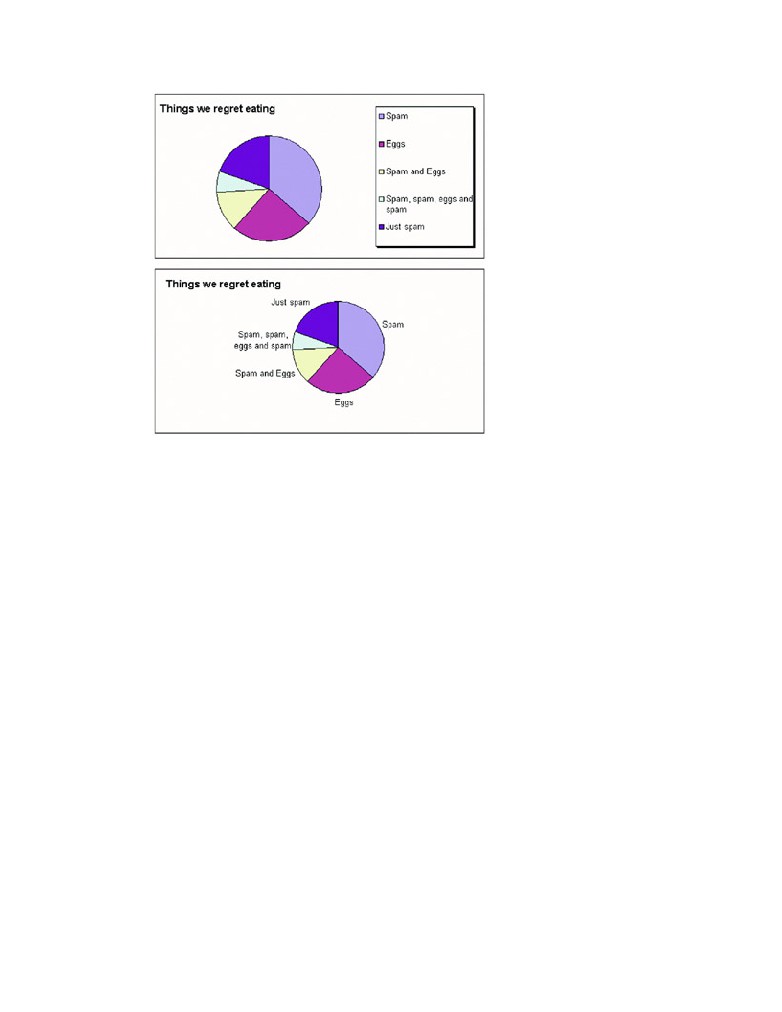 Things we regret eating
Spam
Eggs
Spam and Eggs
Spam, spam, eggs and
spam
Just spam
Things we regret eating
Just spam
Spam
Spam, spam,
eggs and spam
Spam and Eggs
Eggs